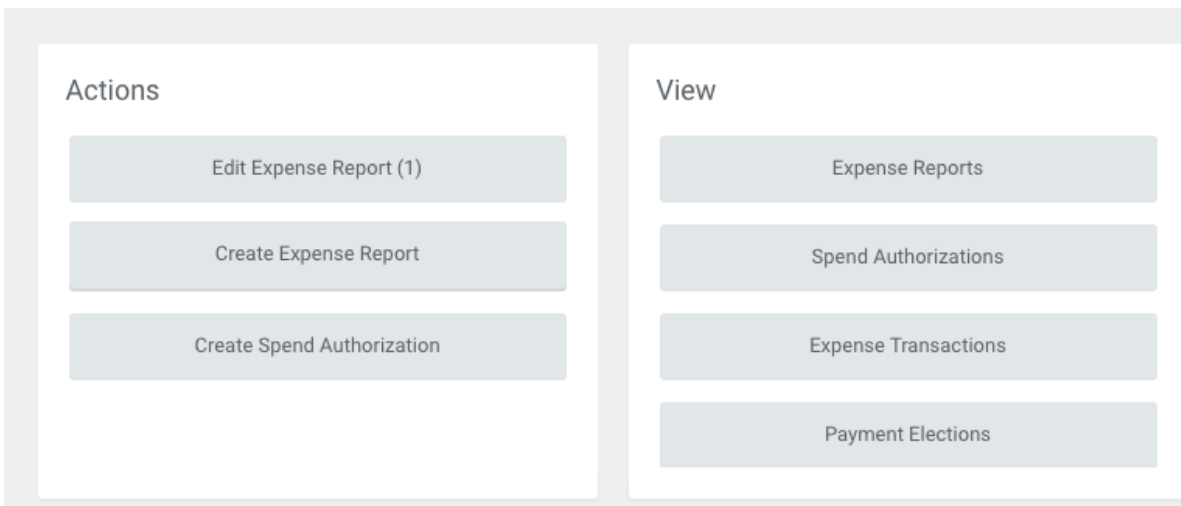 Actions
Edit Expense Report (1)
Create Expense Report
Create Spend Authorization
View
Expense Reports
Spend Authorizations
Expense Transactions
Payment Elections